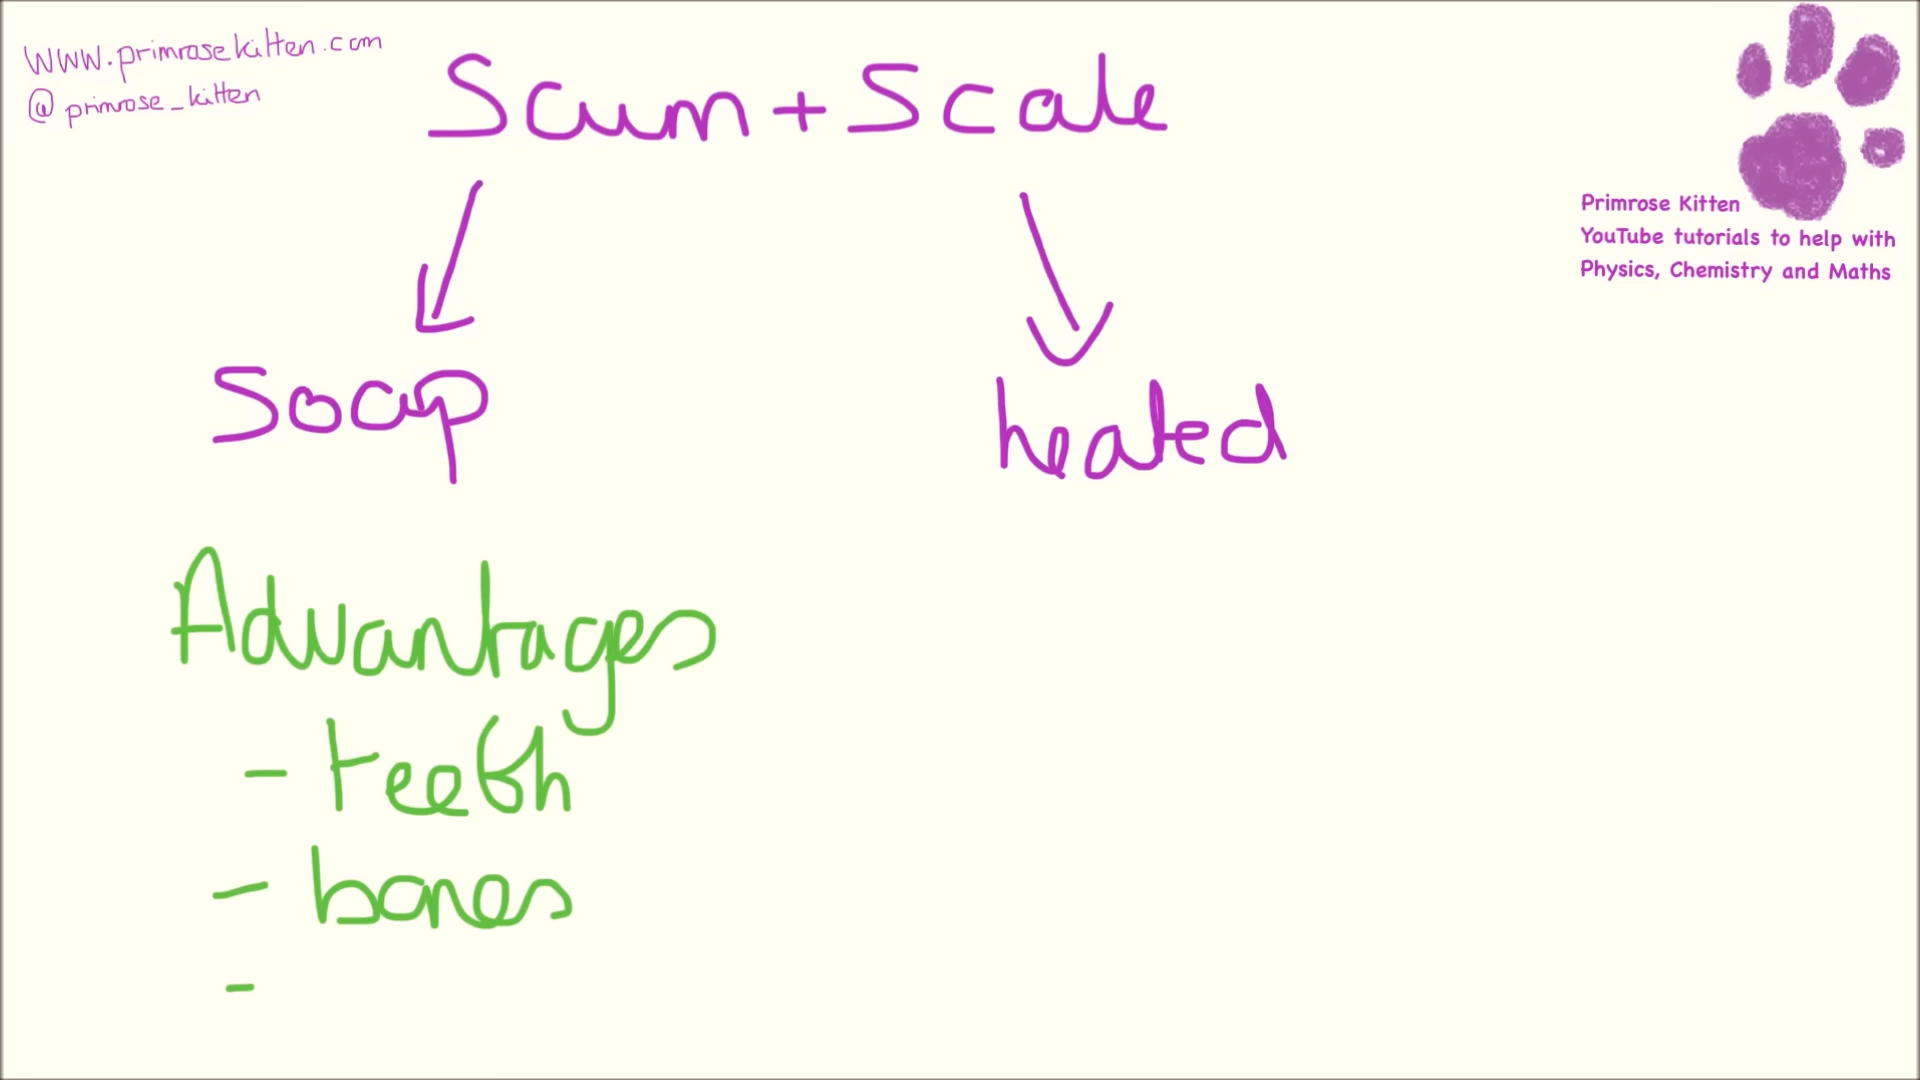 www.primrosekitten.com
@primrose_kitten
Scum + Scale
Primrose Kitten
YouTube tutorials to help with
Physics, Chemistry and Maths
Soap
heated
Advantages
- teeth
- bones
-